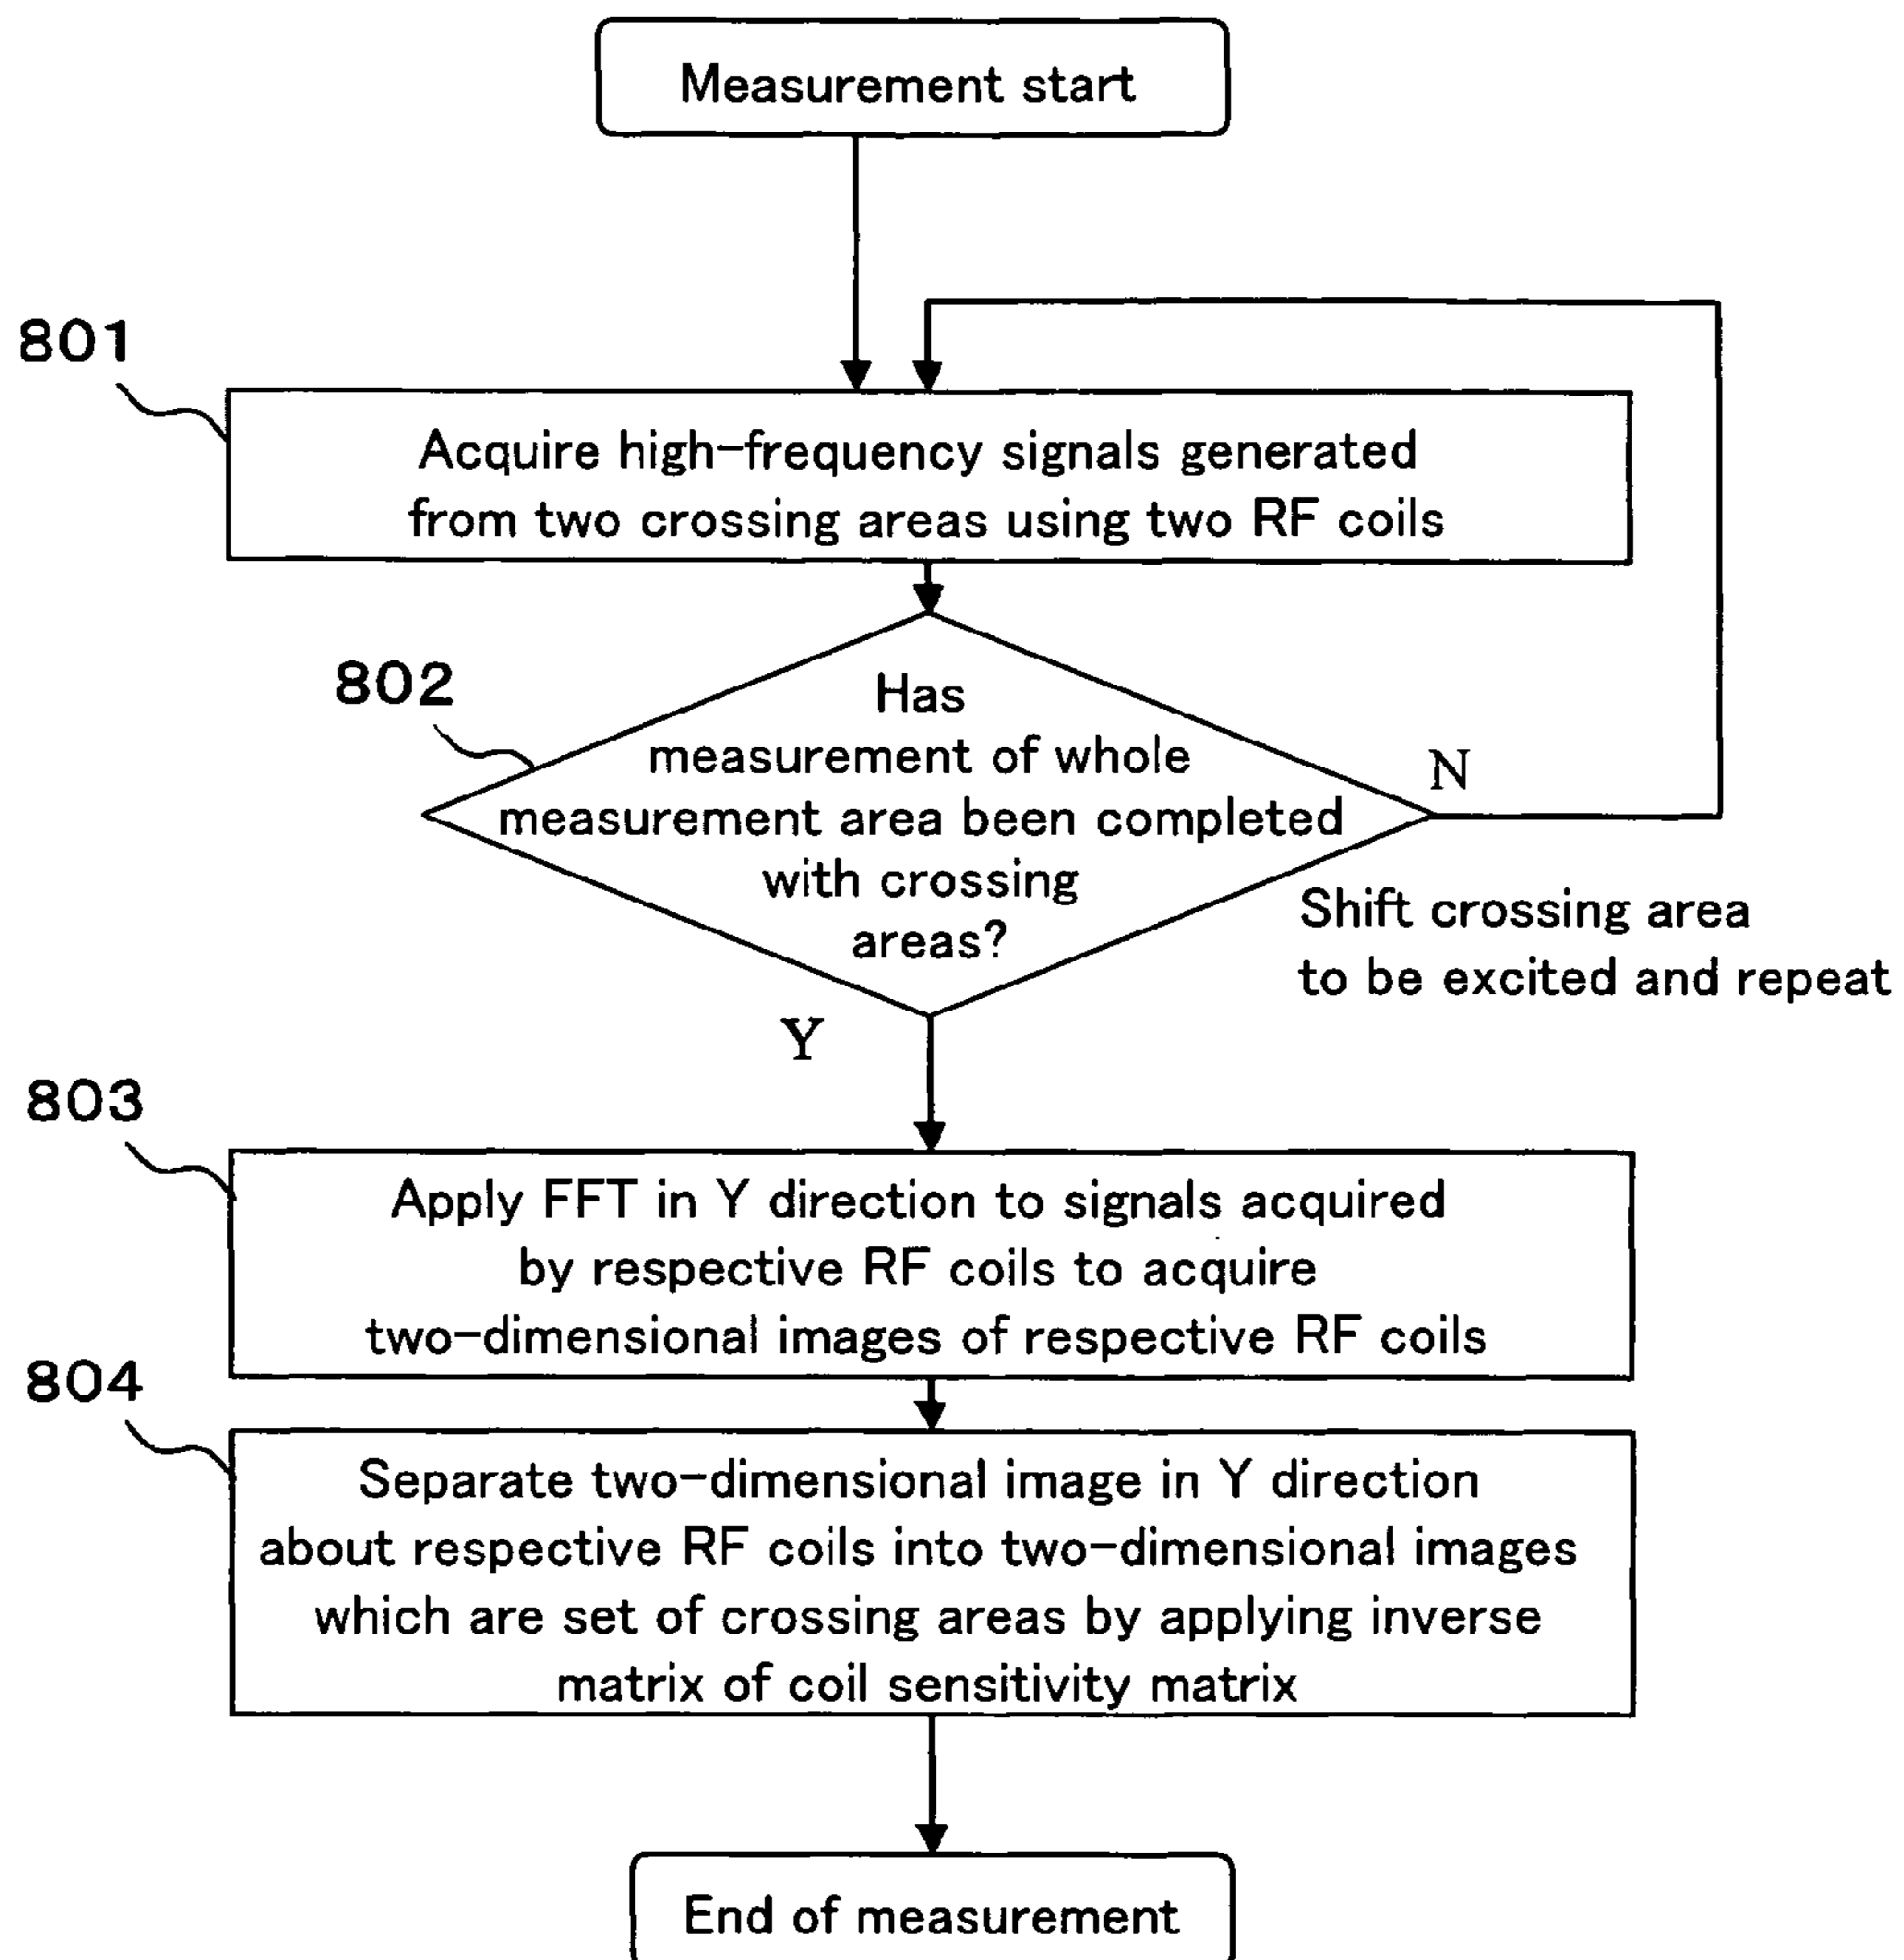 Measurement start
801
Acquire high-frequency signals generated
from two crossing areas using two RF coils
802
Has
measurement of whole
measurement area been completed
with crossing
areas?
N
Shift crossing area
to be excited and repeat
Y
803
Apply FFT in Y direction to signals acquired
by respective RF coils to acquire
two-dimensional images of respective RF coils
804
Separate two-dimensional image in Y direction
about respective RF coils into two-dimensional images
which are set of crossing areas by applying inverse
matrix of coil sensitivity matrix
End of measurement